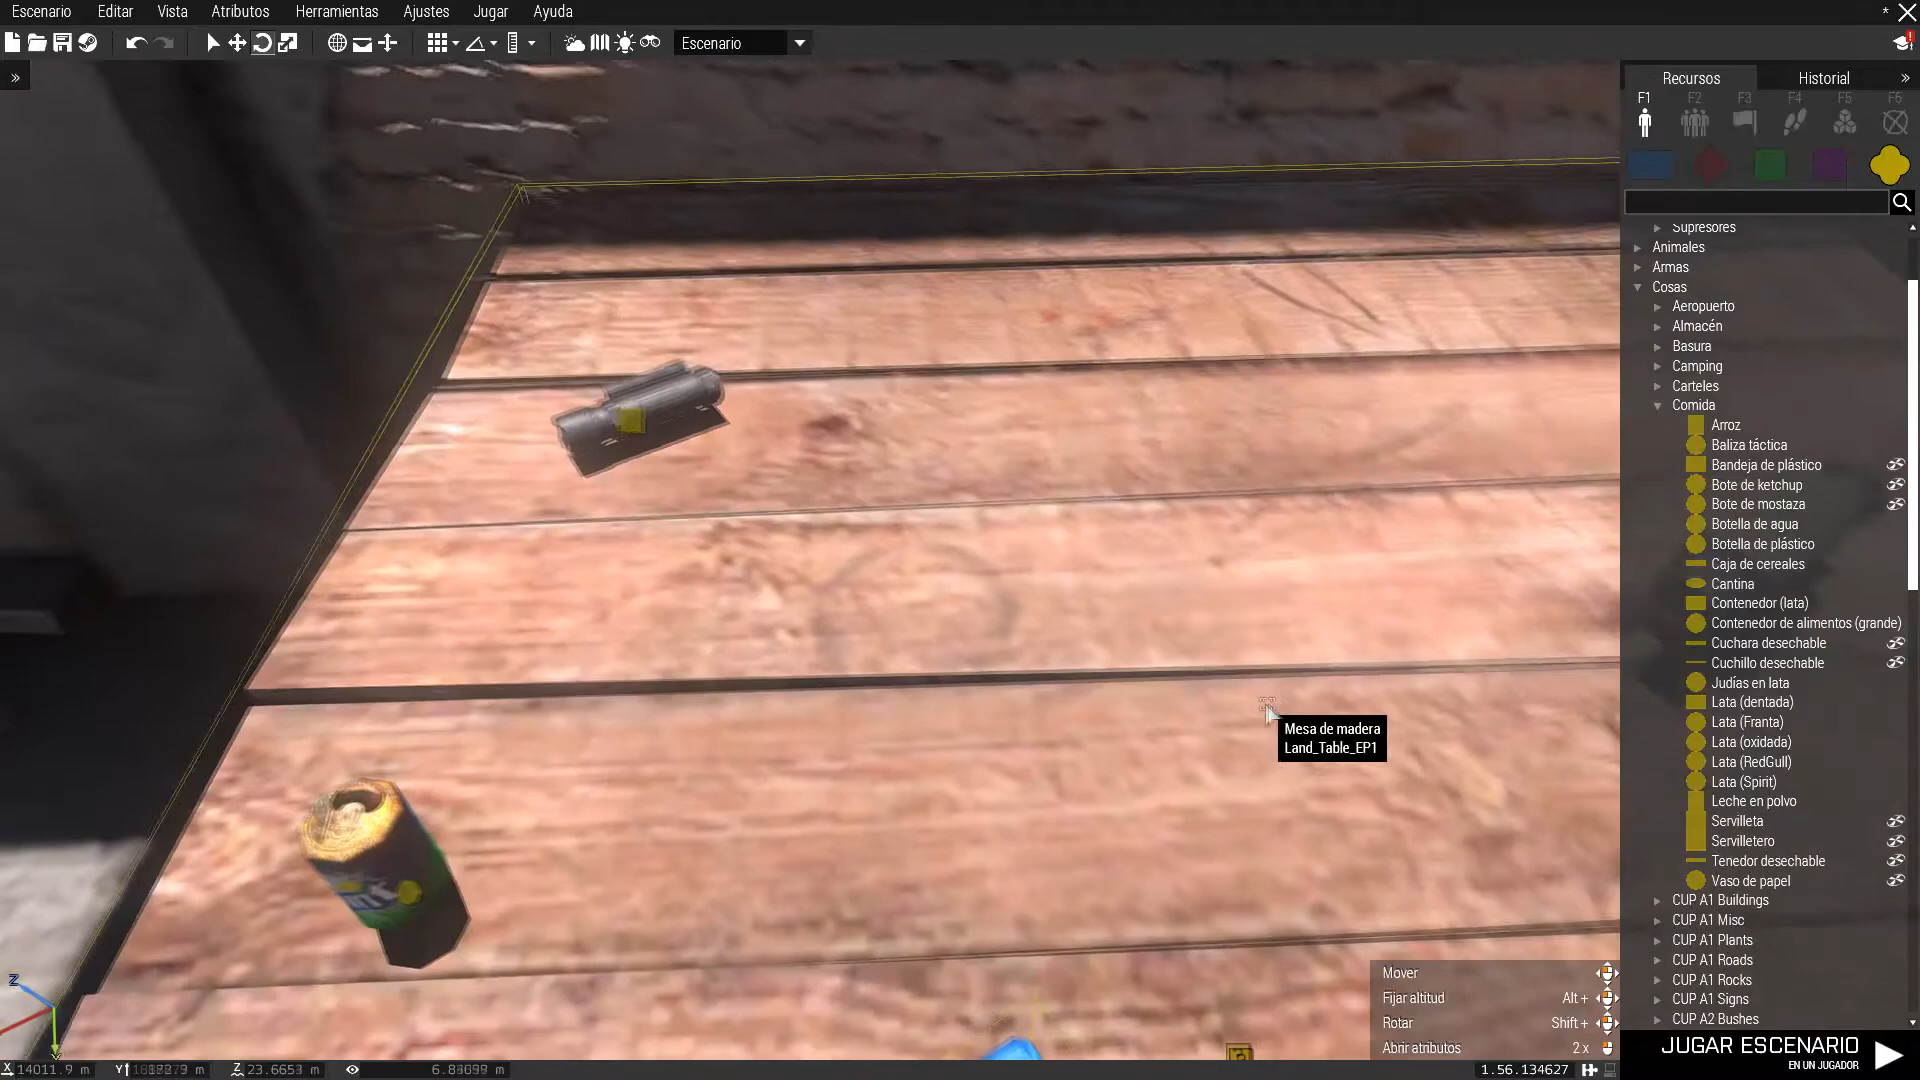 Escenario Editar Vista Atributos Herramientas Ajustes Jugar Ayuda
*
Escenario
»
Recursos Historial »
F1 F2 F3 F4 F5 F6
Supresores
Animales
Armas
Cosas
Aeropuerto
Almacén
Basura
Camping
Carteles
Comida
Arroz
Baliza táctica
Bandeja de plástico
Bote de ketchup
Bote de mostaza
Botella de agua
Botella de plástico
Caja de cereales
Cantina
Contenedor (lata)
Contenedor de alimentos (grande)
Cuchara desechable
Cuchillo desechable
Judías en lata
Lata (dentada)
Lata (Franta)
Lata (oxidada)
Lata (RedGull)
Lata (Spirit)
Leche en polvo
Servilleta
Servilletero
Tenedor desechable
Vaso de papel
CUP A1 Buildings
CUP A1 Misc
CUP A1 Plants
CUP A1 Roads
CUP A1 Rocks
CUP A1 Signs
CUP A2 Bushes
Mesa de madera
Land_Table_EP1
Mover
Fijar altitud Alt +
Rotar Shift +
Abrir atributos 2 x
JUGAR ESCENARIO
EN UN JUGADOR
Z
X 14011.9 m Y m Z 23.6653 m m 1.56.134627